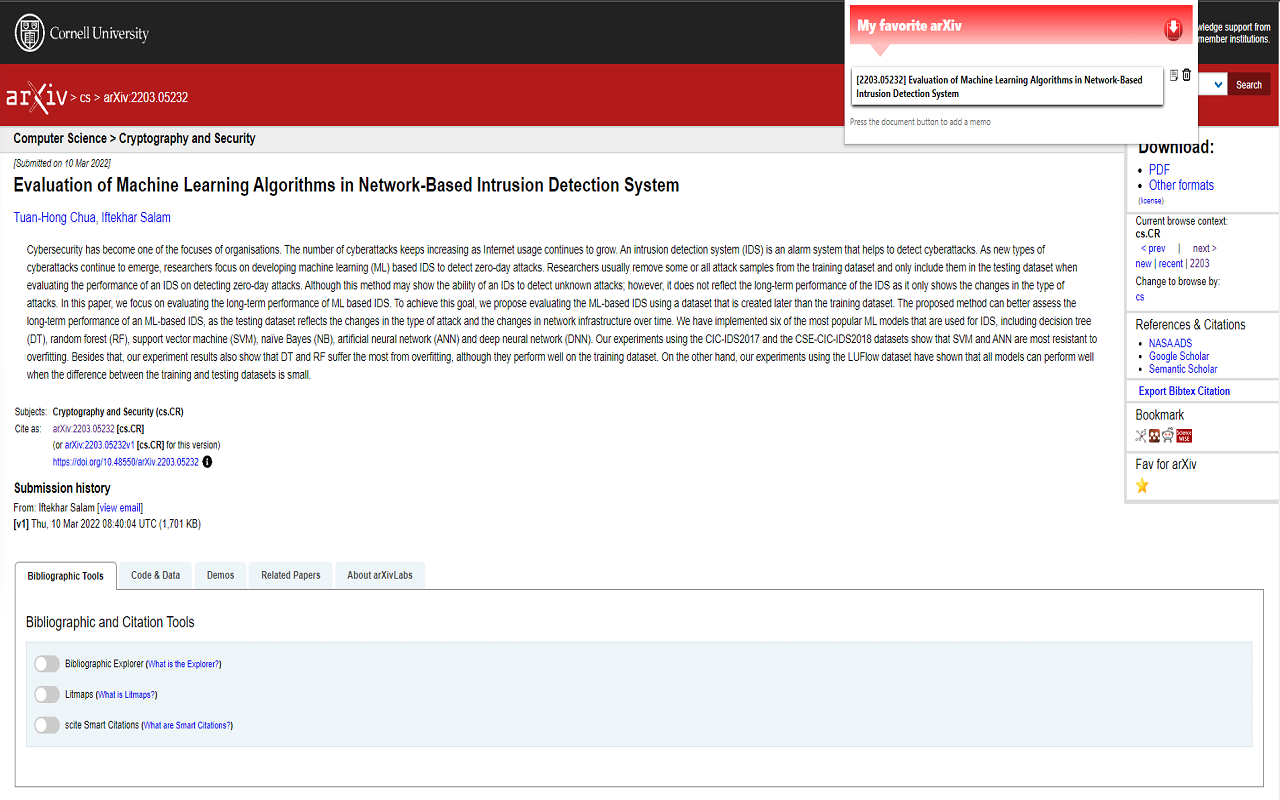 Cornell University
wledge support from
member institutions.
My favorite arXiv
[2203.05232] Evaluation of Machine Learning Algorithms in Network-Based
Intrusion Detection System
Press the document button to add a memo
arXiv > cs > arXiv:2203.05232
Search
Computer Science > Cryptography and Security
[Submitted on 10 Mar 2022]
Evaluation of Machine Learning Algorithms in Network-Based Intrusion Detection System
Tuan-Hong Chua, Iftekhar Salam
Cybersecurity has become one of the focuses of organisations. The number of cyberattacks keeps increasing as Internet usage continues to grow. An intrusion detection system (IDS) is an alarm system that helps to detect cyberattacks. As new types of
cyberattacks continue to emerge, researchers focus on developing machine learning (ML) based IDS to detect zero-day attacks. Researchers usually remove some or all attack samples from the training dataset and only include them in the testing dataset when
evaluating the performance of an IDS on detecting zero-day attacks. Although this method may show the ability of an IDs to detect unknown attacks; however, it does not reflect the long-term performance of the IDS as it only shows the changes in the type of
attacks. In this paper, we focus on evaluating the long-term performance of ML based IDS. To achieve this goal, we propose evaluating the ML-based IDS using a dataset that is created later than the training dataset. The proposed method can better assess the
long-term performance of an ML-based IDS, as the testing dataset reflects the changes in the type of attack and the changes in network infrastructure over time. We have implemented six of the most popular ML models that are used for IDS, including decision tree
(DT), random forest (RF), support vector machine (SVM), naïve Bayes (NB), artificial neural network (ANN) and deep neural network (DNN). Our experiments using the CIC-IDS2017 and the CSE-CIC-IDS2018 datasets show that SVM and ANN are most resistant to
overfitting. Besides that, our experiment results also show that DT and RF suffer the most from overfitting, although they perform well on the training dataset. On the other hand, our experiments using the LUFlow dataset have shown that all models can perform well
when the difference between the training and testing datasets is small.
Subjects: Cryptography and Security (cs.CR)
Cite as: arXiv:2203.05232 [cs.CR]
(or arXiv:2203.05232v1 [cs.CR] for this version)
https://doi.org/10.48550/arXiv.2203.05232
Submission history
From: Iftekhar Salam [view email]
[v1] Thu, 10 Mar 2022 08:40:04 UTC (1,701 KB)
Download:
PDF
Other formats
(license)
Current browse context:
cs.CR
< prev | next >
new | recent | 2203
Change to browse by:
cs
References & Citations
NASA ADS
Google Scholar
Semantic Scholar
Export Bibtex Citation
Bookmark
Science WISE
Fav for arXiv
Bibliographic Tools
Code & Data
Demos
Related Papers
About arXivLabs
Bibliographic and Citation Tools
Bibliographic Explorer (What is the Explorer?)
Litmaps (What is Litmaps?)
scite Smart Citations (What are Smart Citations?)